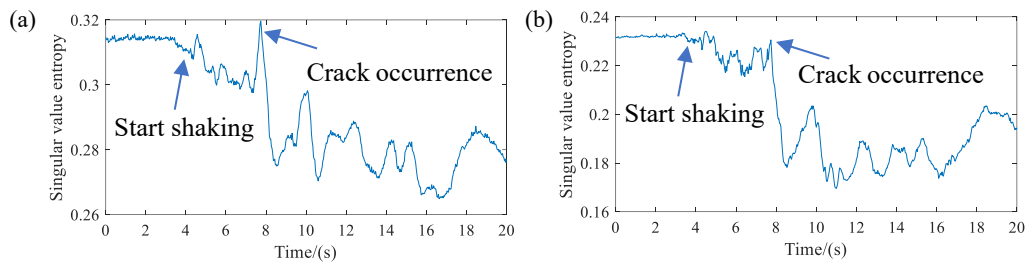 (a)
0.32
0.3
0.28
0.26
Singular value entropy
Crack occurrence
Start shaking
0 2 4 6 8 10 12 14 16 18 20
Time/(s)
(b)
0.24
0.22
0.2
0.18
0.16
Singular value entropy
Crack occurrence
Start shaking
0 2 4 6 8 10 12 14 16 18 20
Time/(s)